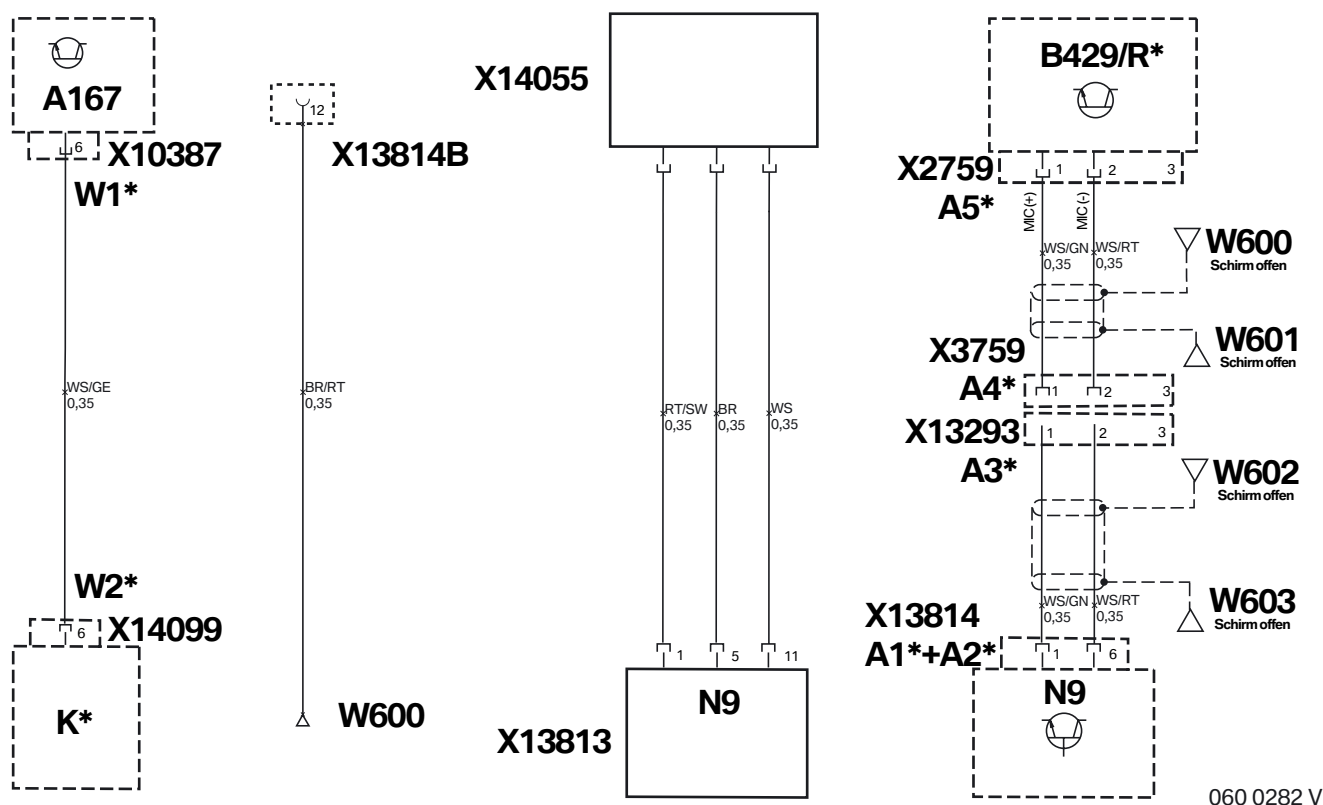 A167
6
X10387
W1*
WS/GE
0,35
W2*
6
X14099
K*
12
X13814B
BR/RT
0,35
W600
X14055
RT/SW
0,35
BR
0,35
WS
0,35
1
5
11
N9
X13813
B429/R*
X2759
1
2
3
A5*
MIC(+)
MIC(-)
WS/GN
0,35
WS/RT
0,35
W600
Schirm offen
W601
Schirm offen
X3759
A4*
1
2
3
X13293
1
2
3
A3*
W602
Schirm offen
WS/GN
0,35
WS/RT
0,35
W603
Schirm offen
X13814
A1*+A2*
1
6
N9
060 0282 V